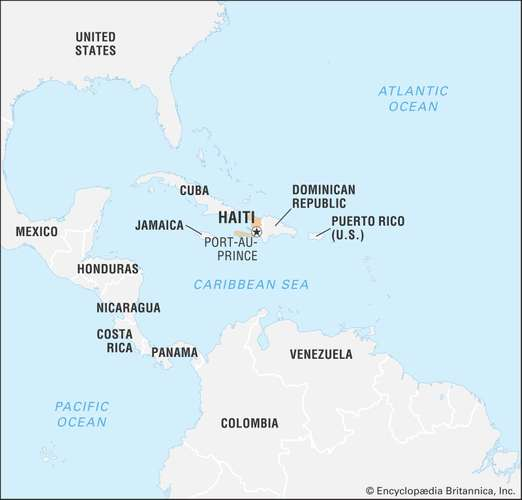 UNITED
STATES
ATLANTIC
OCEAN
CUBA
DOMINICAN
REPUBLIC
HAITI
JAMAICA
PUERTO RICO
(U.S.)
MEXICO
PORT-AU-
PRINCE
HONDURAS
CARIBBEAN SEA
NICARAGUA
COSTA
RICA
PANAMA
VENEZUELA
PACIFIC
OCEAN
COLOMBIA
© Encyclopædia Britannica, Inc.